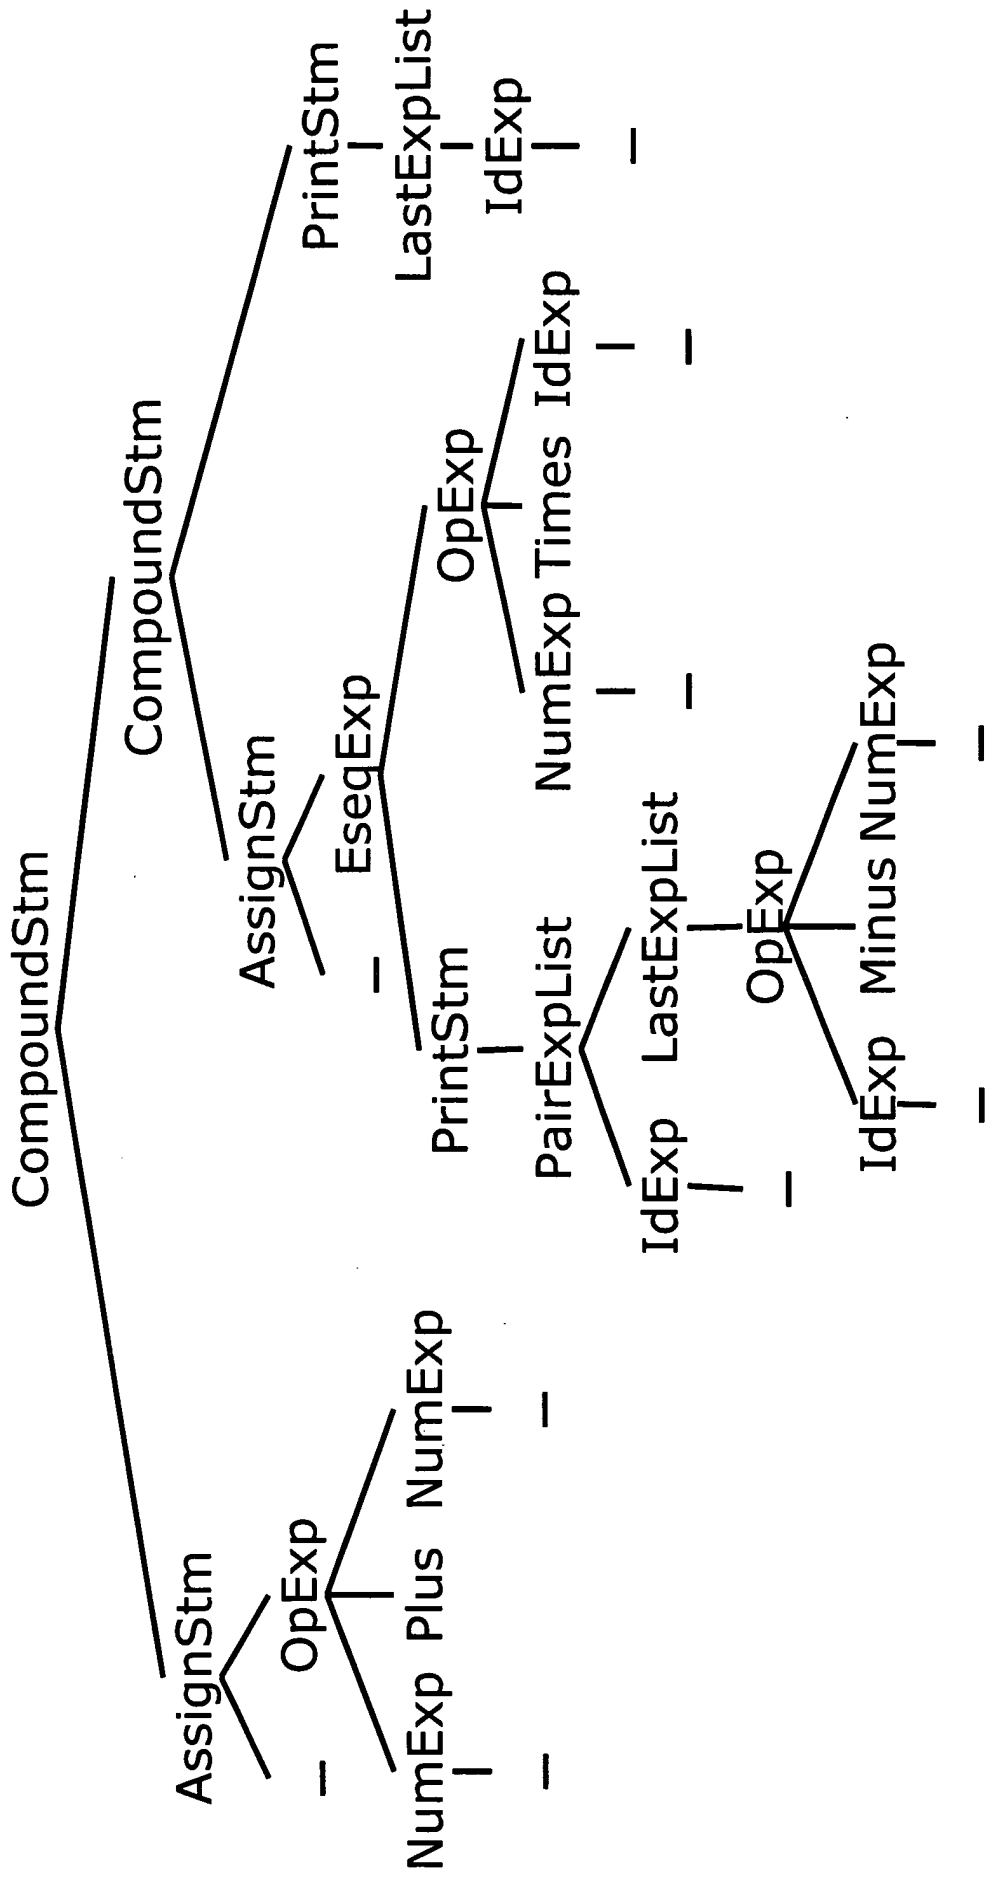 CompoundStm
CompoundStm
AssignStm
AssignStm
PrintStm
OpExp
EseqExp
LastExpList
NumExp Plus NumExp
PrintStm
OpExp
IdExp
PairExpList
NumExp Times IdExp
IdExp
LastExpList
OpExp
IdExp Minus NumExp